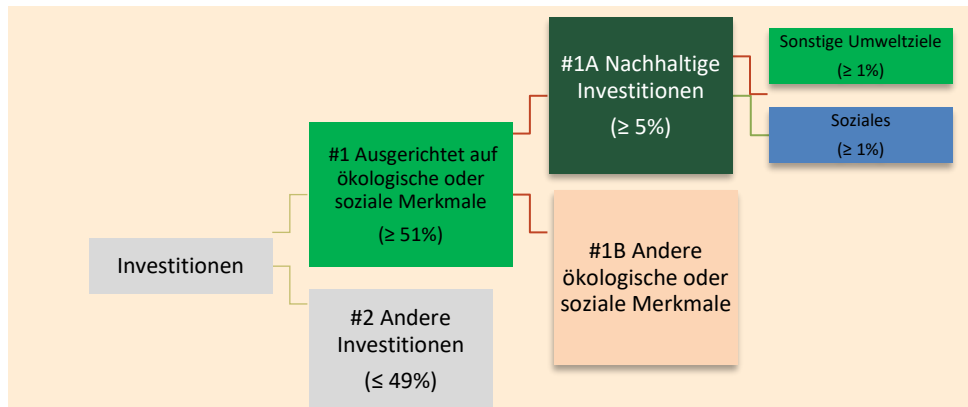 Investitionen
#1 Ausgerichtet auf
ökologische oder
soziale Merkmale
(≥ 51%)
#2 Andere
Investitionen
(≤ 49%)
#1A Nachhaltige
Investitionen
(≥ 5%)
#1B Andere
ökologische oder
soziale Merkmale
Sonstige Umweltziele
(≥ 1%)
Soziales
(≥ 1%)